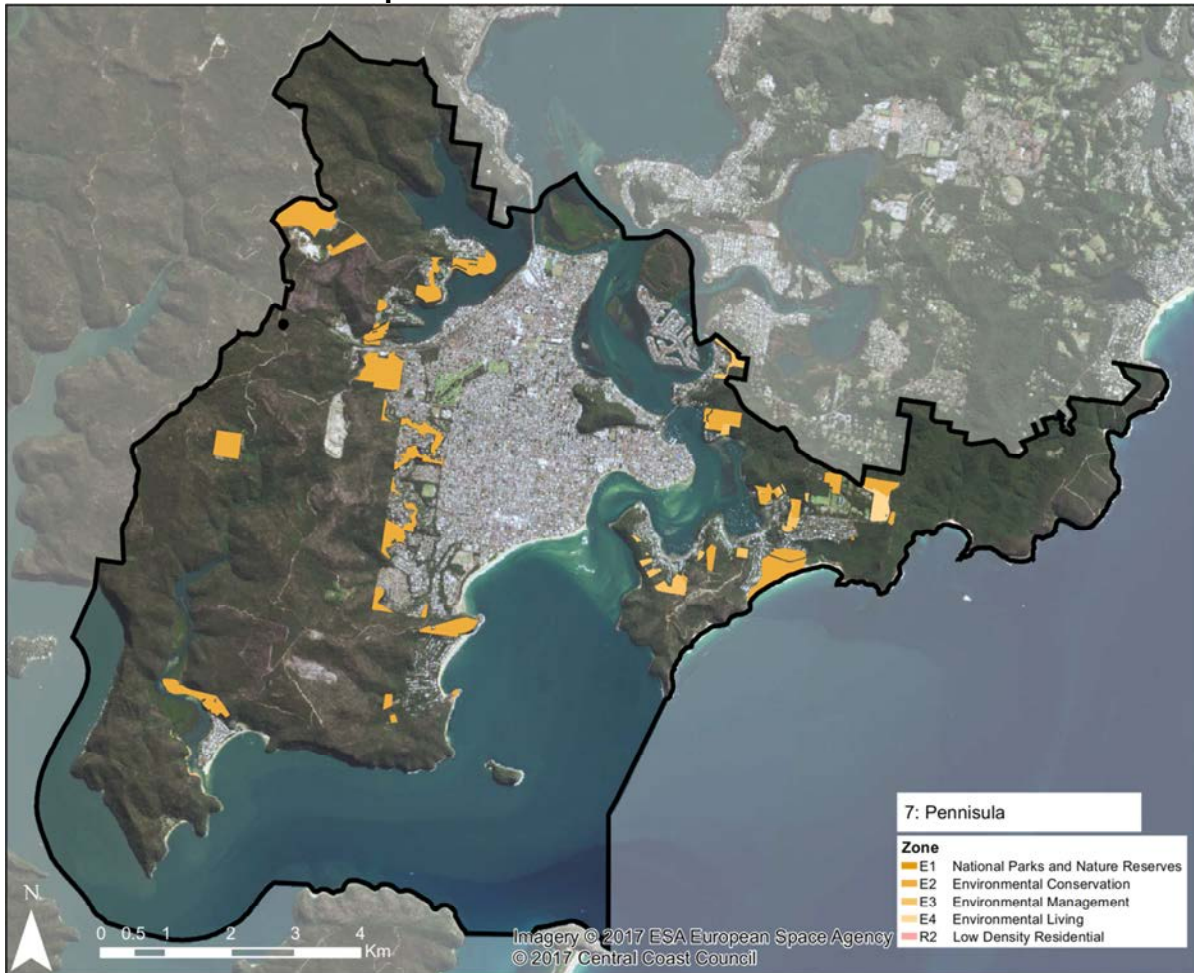 7: Pennisula
Zone
E1 National Parks and Nature Reserves
E2 Environmental Conservation
E3 Environmental Management
E4 Environmental Living
R2 Low Density Residential
N
0 0.5 1 2 3 4
Km
Imagery © 2017 ESA European Space Agency
© 2017 Central Coast Council